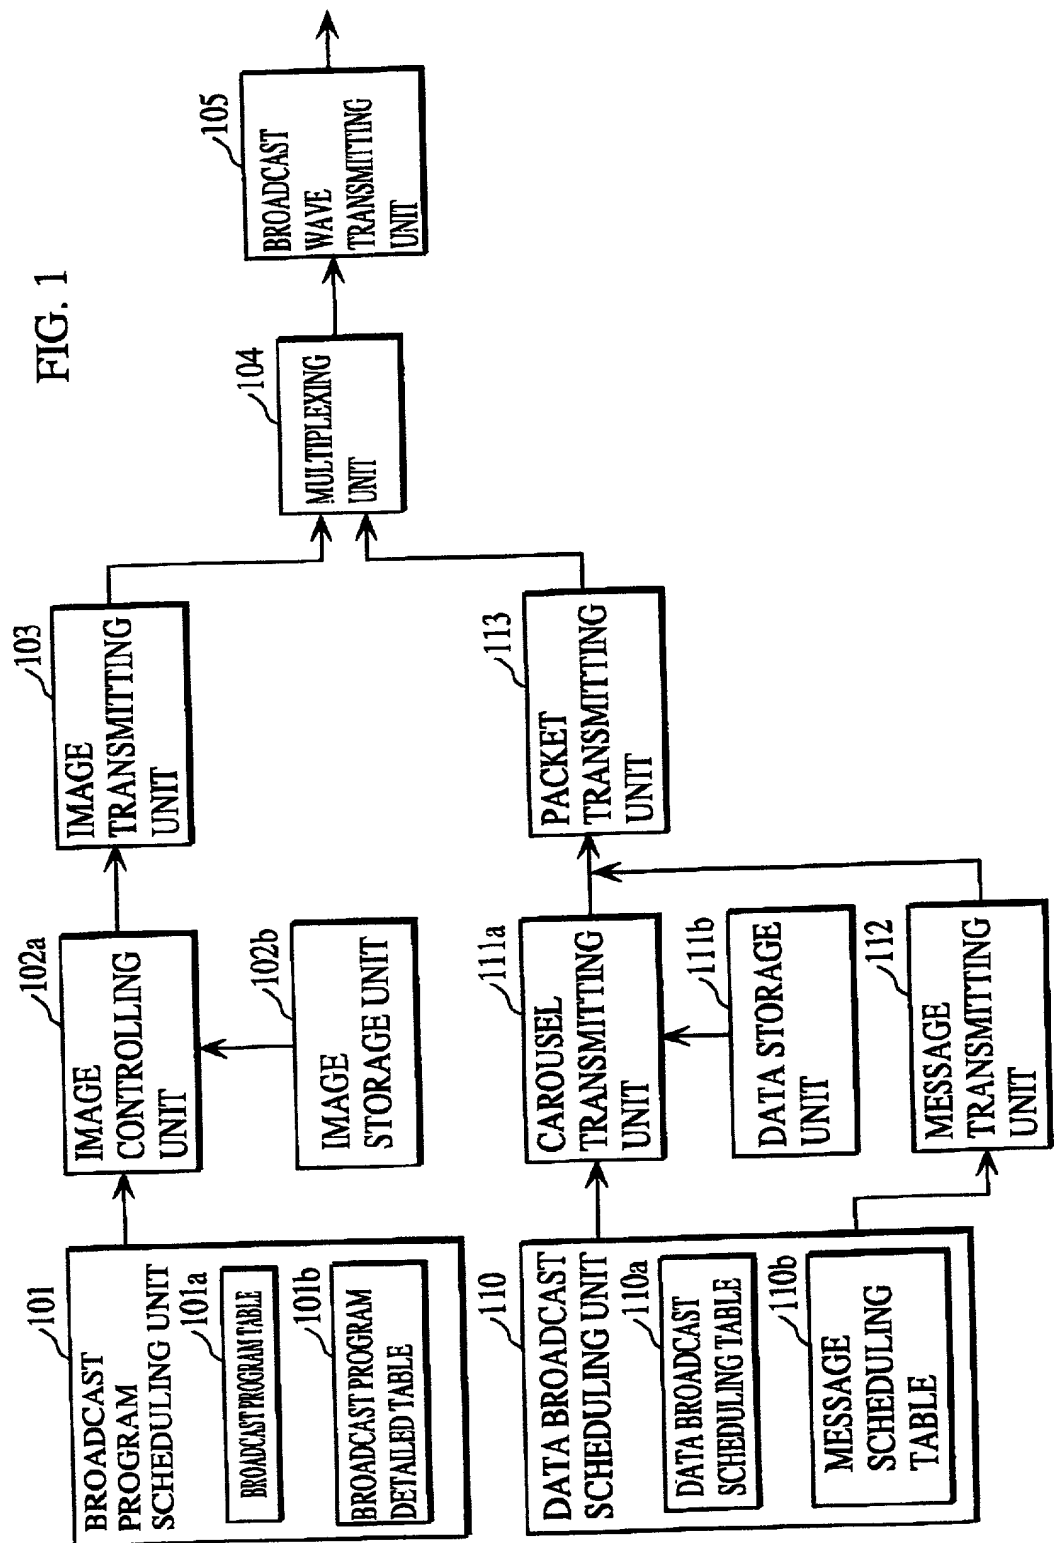 FIG. 1
101
BROADCAST
PROGRAM
SCHEDULING UNIT
101a
BROADCAST PROGRAM TABLE
101b
BROADCAST PROGRAM
DETAILED TABLE
102a
IMAGE
CONTROLLING
UNIT
102b
IMAGE
STORAGE UNIT
103
IMAGE
TRANSMITTING
UNIT
104
MULTIPLEXING
UNIT
105
BROADCAST
WAVE
TRANSMITTING
UNIT
110
DATA BROADCAST
SCHEDULING UNIT
110a
DATA BROADCAST
SCHEDULING TABLE
110b
MESSAGE
SCHEDULING
TABLE
111a
CAROUSEL
TRANSMITTING
UNIT
111b
DATA STORAGE
UNIT
112
MESSAGE
TRANSMITTING
UNIT
113
PACKET
TRANSMITTING
UNIT